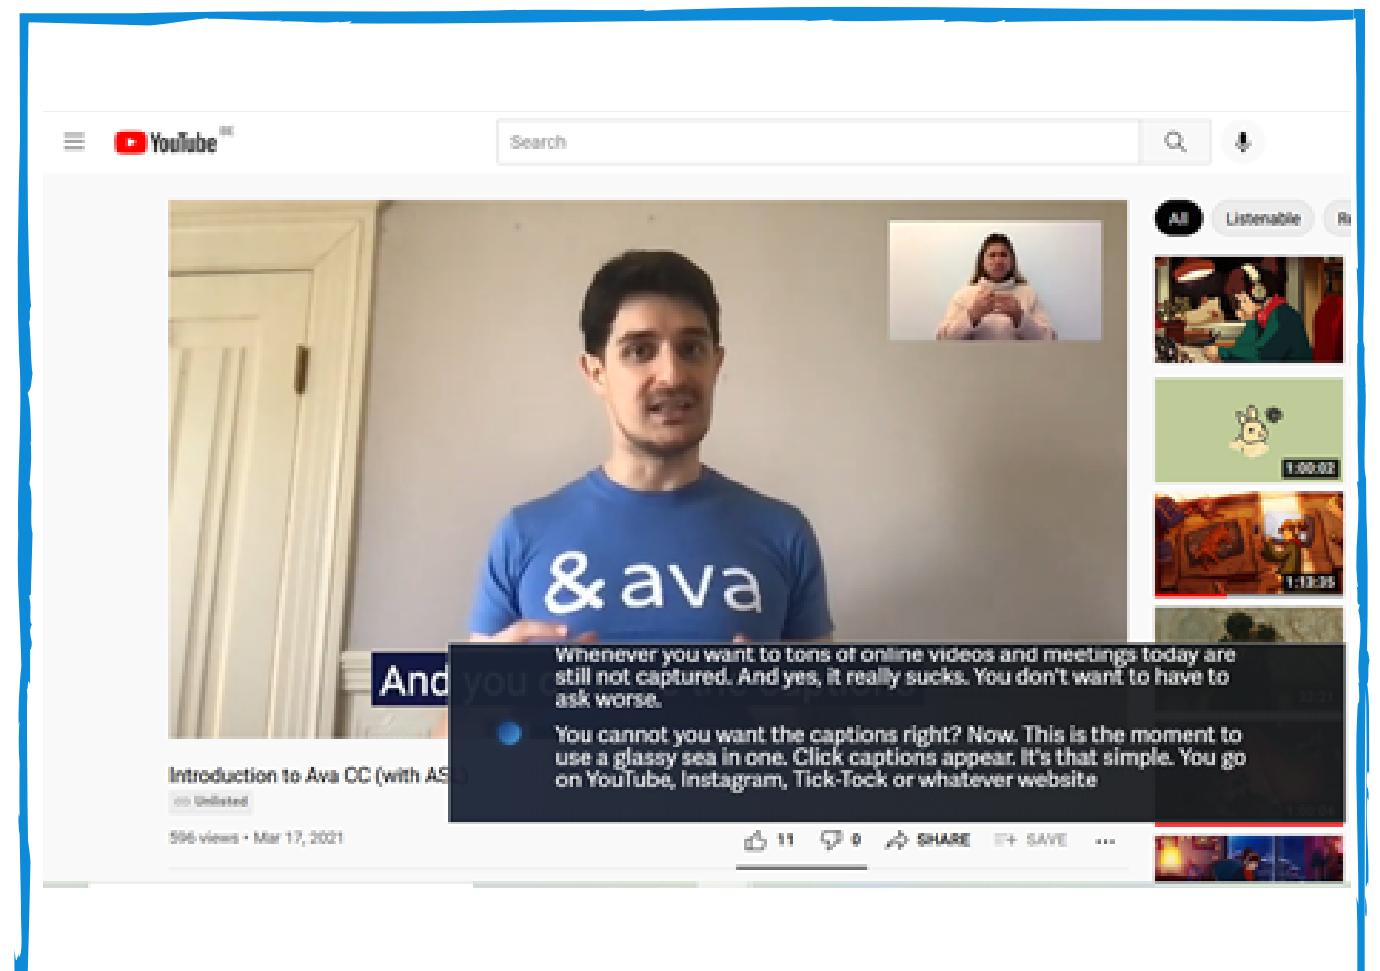 YouTube BE
Search
All
Listenable
Re
& ava
1:00:02
1:13:35
And you c
Whenever you want to tons of online videos and meetings today are
still not captured. And yes, it really sucks. You don't want to have to
ask worse.
You cannot you want the captions right? Now. This is the moment to
use a glassy sea in one. Click captions appear. It's that simple. You go
on YouTube, Instagram, Tick-Tock or whatever website
Introduction to Ava CC (with ASL)
Unlisted
596 views • Mar 17, 2021
11
0
SHARE
SAVE